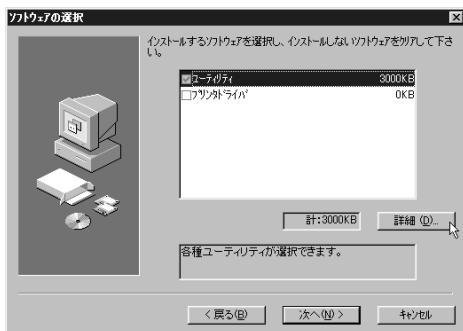 ソフトウェアの選択
インストールするソフトウェアを選択し、インストールしないソフトウェアをクリアして下さ
い。
ユーティリティ 3000KB
プリンタドライバ 0KB
計:3000KB 詳細 (D)...
各種ユーティリティが選択できます。
< 戻る(B) 次へ(N) > キャンセル